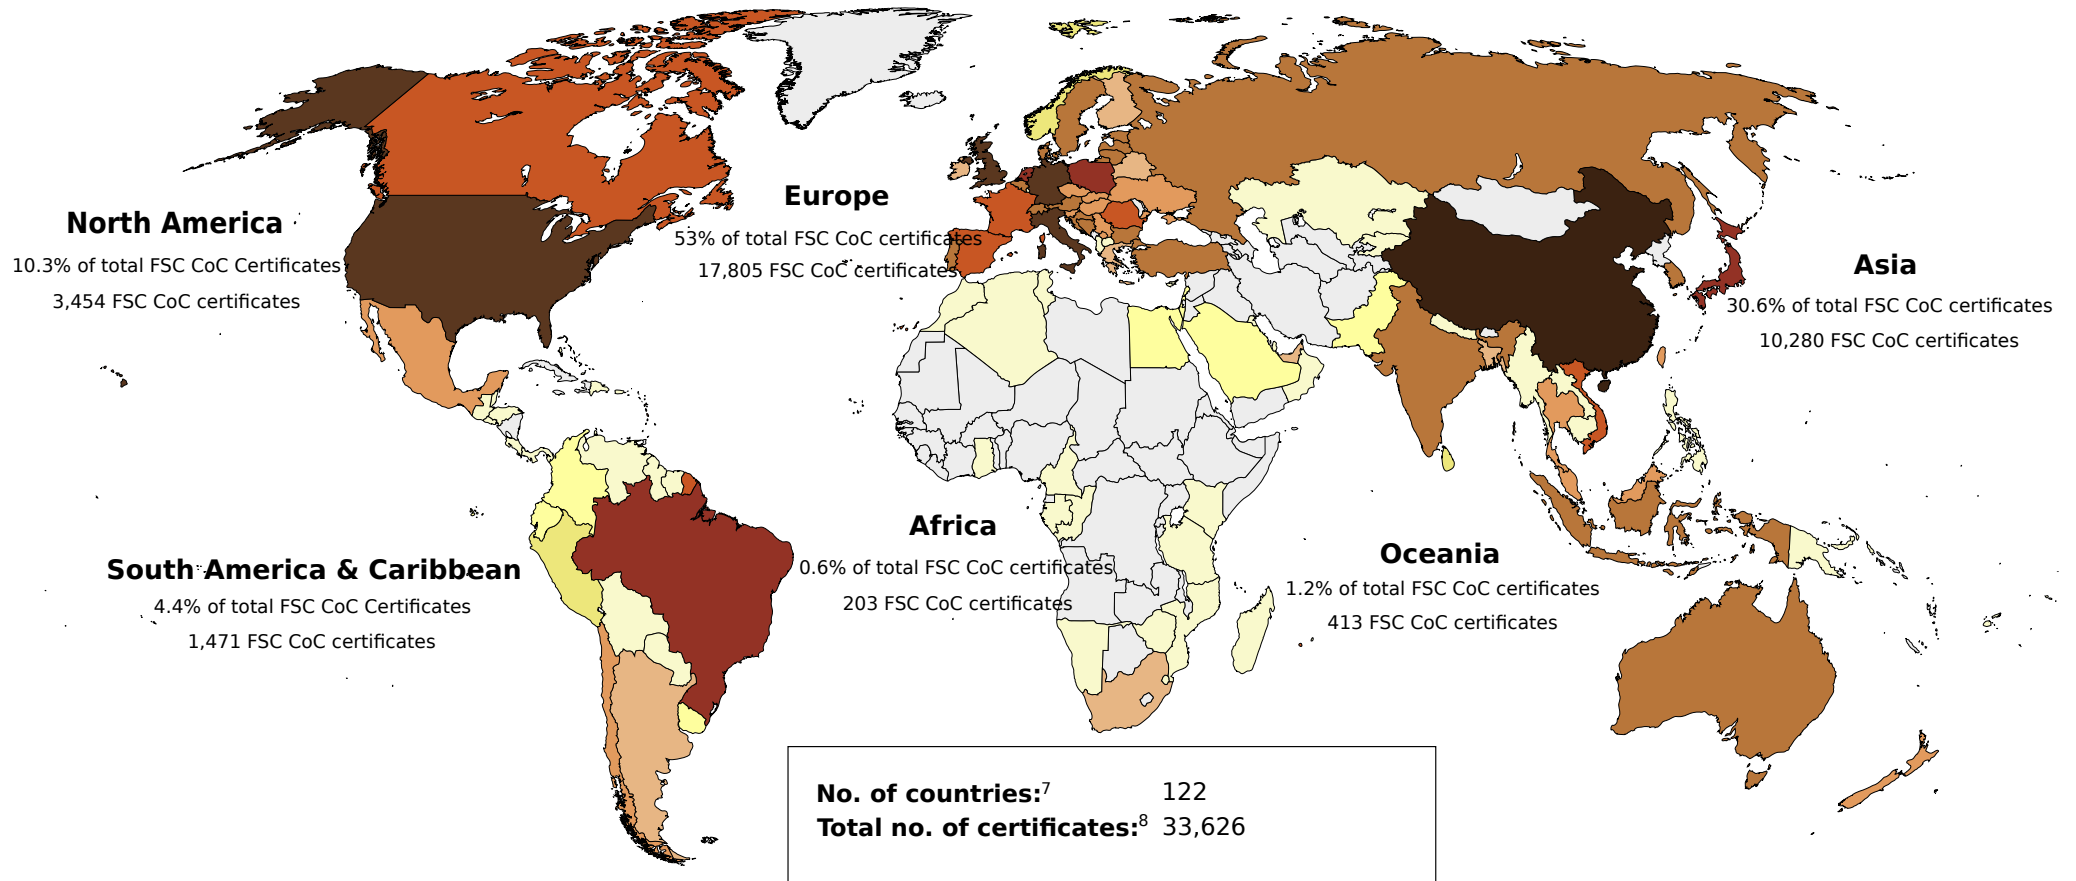 North America
10.3% of total FSC CoC Certificates
3,454 FSC CoC certificates
Europe
53% of total FSC CoC certificates
17,805 FSC CoC certificates
Asia
30.6% of total FSC CoC certificates
10,280 FSC CoC certificates
South America & Caribbean
4.4% of total FSC CoC Certificates
1,471 FSC CoC certificates
Africa
0.6% of total FSC CoC certificates
203 FSC CoC certificates
Oceania
1.2% of total FSC CoC certificates
413 FSC CoC certificates
No. of countries:⁷ 122
Total no. of certificates:⁸ 33,626